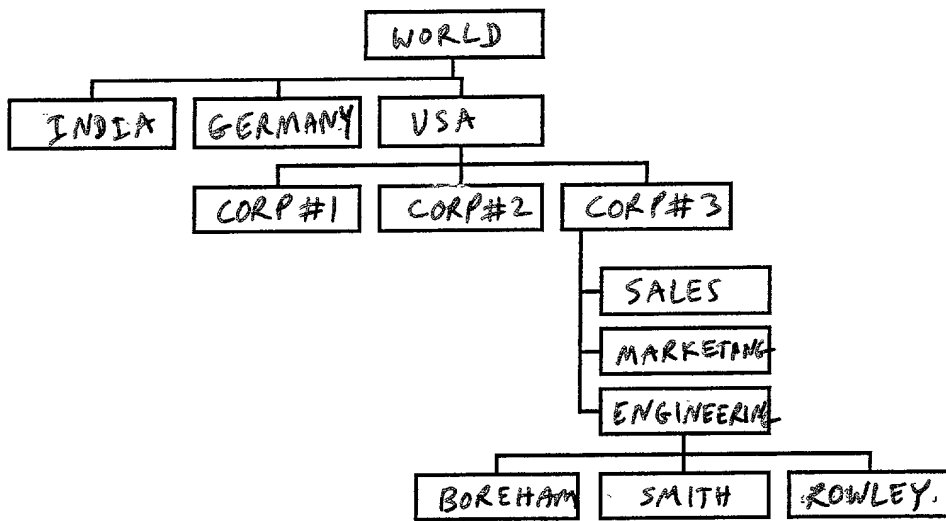 WORLD
INDIA GERMANY USA
CORP #1 CORP #2 CORP #3
SALES
MARKETING
ENGINEERING
BOREHAM SMITH ROWLEY.